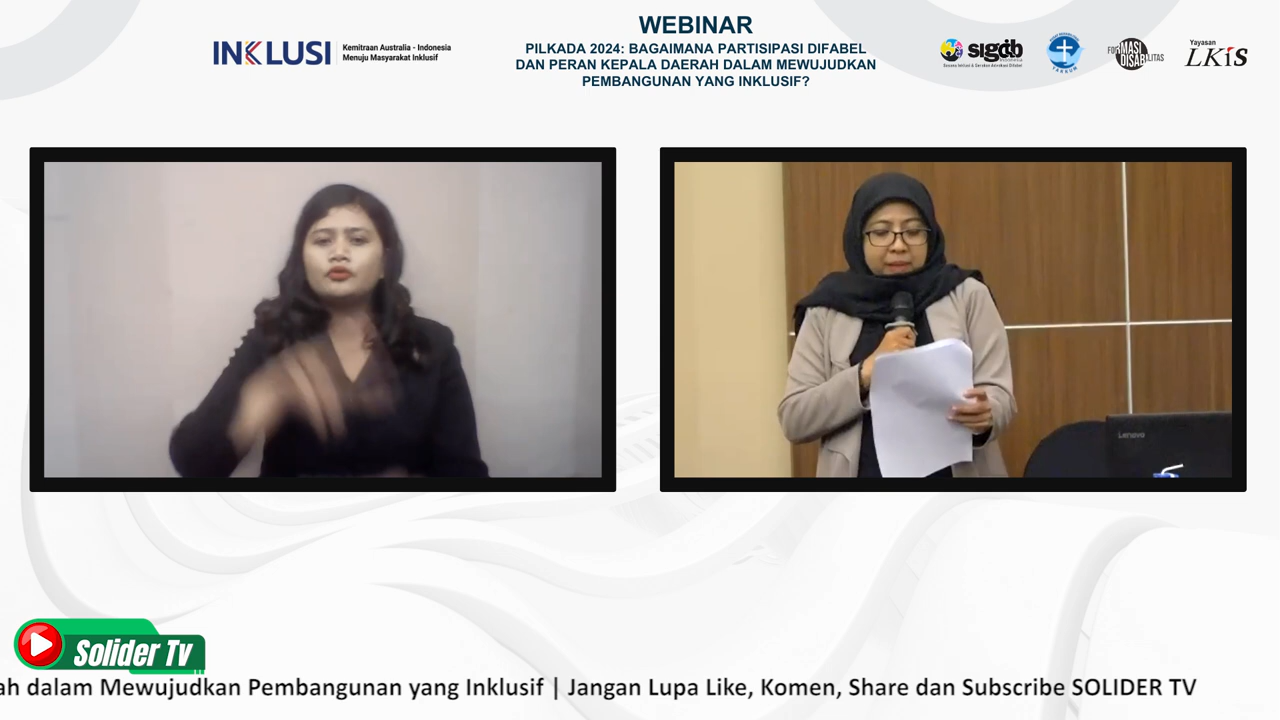 WEBINAR
PILKADA 2024: BAGAIMANA PARTISIPASI DIFABEL
DAN PERAN KEPALA DAERAH DALAM MEWUJUDKAN
PEMBANGUNAN YANG INKLUSIF?
INKLUSI
Kemitraan Australia - Indonesia
Menuju Masyarakat Inklusif
sigab
Indonesia
YAKKUM
FORMASI
DISABILITAS
Yayasan
LKiS
Lenovo
Solider Tv
ah dalam Mewujudkan Pembangunan yang Inklusif | Jangan Lupa Like, Komen, Share dan Subscribe SOLIDER TV